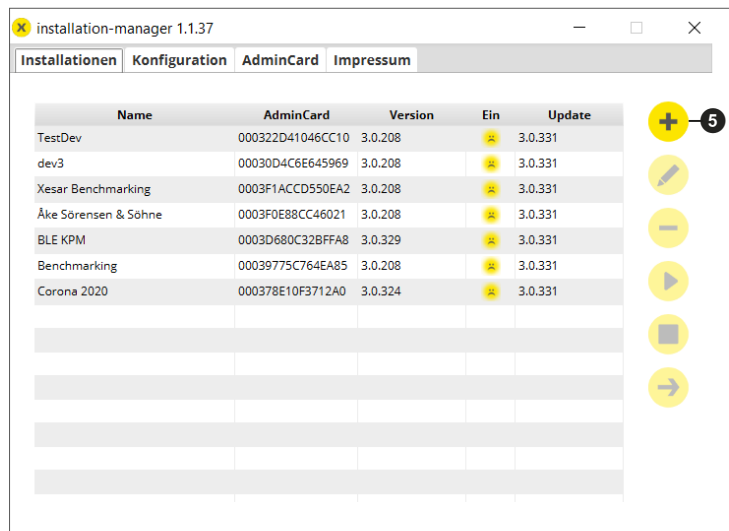 x installation-manager 1.1.37
Installationen Konfiguration AdminCard Impressum
Name AdminCard Version Ein Update
TestDev 000322D41046CC10 3.0.208 3.0.331
dev3 00030D4C6E645969 3.0.208 3.0.331
Xesar Benchmarking 0003F1ACCD550EA2 3.0.208 3.0.331
Åke Sörensen & Söhne 0003F0E88CC46021 3.0.208 3.0.331
BLE KPM 0003D680C32BFFA8 3.0.329 3.0.331
Benchmarking 00039775C764EA85 3.0.208 3.0.331
Corona 2020 000378E10F3712A0 3.0.324 3.0.331
5